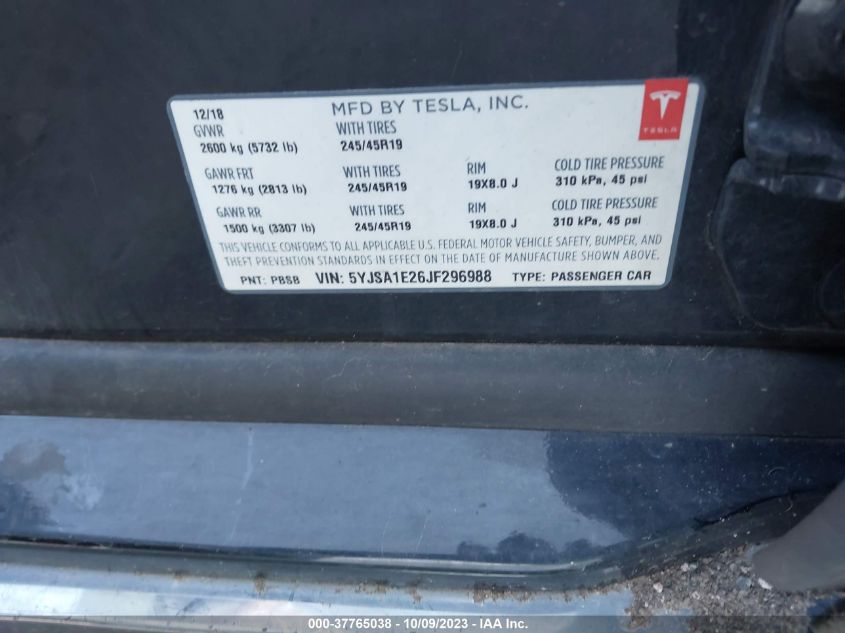 12/18 MFD BY TESLA, INC.
GVWR WITH TIRES
2600 kg (5732 lb) 245/45R19
TESLA
GAWR FRT WITH TIRES RIM COLD TIRE PRESSURE
1276 kg (2813 lb) 245/45R19 19X8.0 J 310 kPa, 45 psi
GAWR RR WITH TIRES RIM COLD TIRE PRESSURE
1500 kg (3307 lb) 245/45R19 19X8.0 J 310 kPa, 45 psi
THIS VEHICLE CONFORMS TO ALL APPLICABLE U.S. FEDERAL MOTOR VEHICLE SAFETY, BUMPER, AND
THEFT PREVENTION STANDARDS IN EFFECT ON THE DATE OF MANUFACTURE SHOWN ABOVE.
PNT: PBSB VIN: 5YJSA1E26JF296988 TYPE: PASSENGER CAR
000-37765038 - 10/09/2023 - IAA Inc.